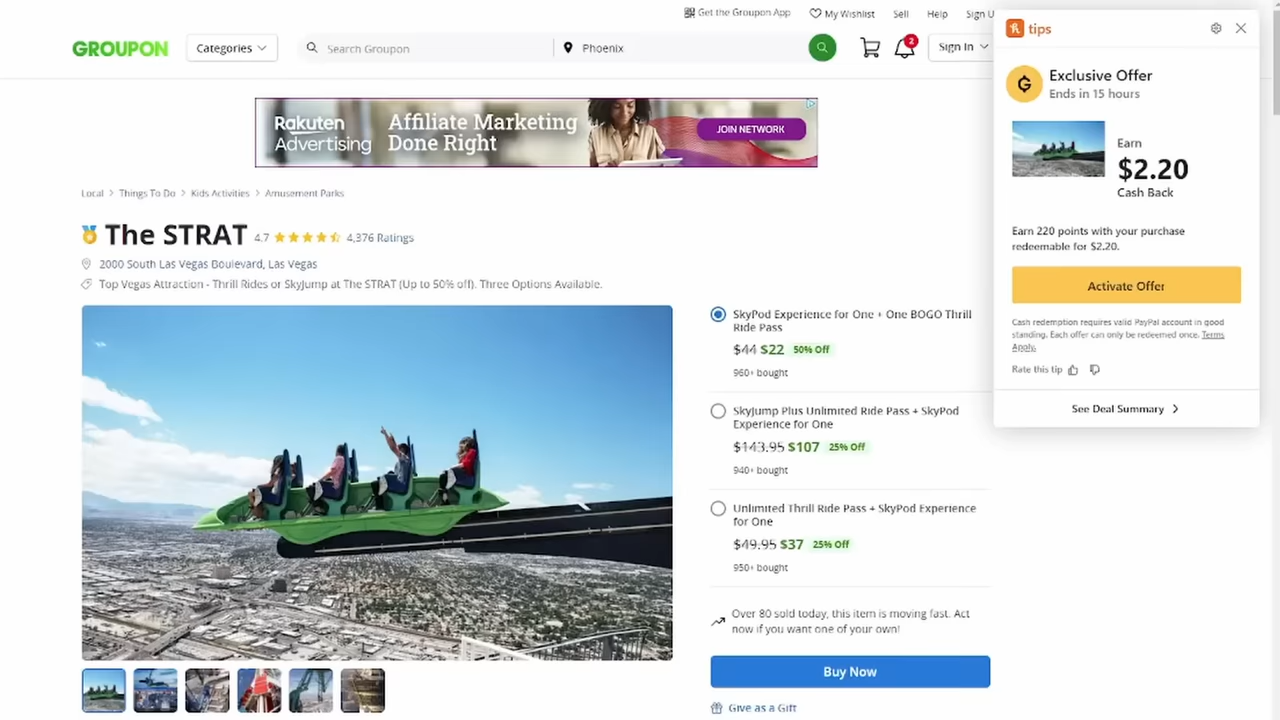 Get the Groupon App
My Wishlist
Sell
Help
Sign U
GROUPON
Categories
Search Groupon
Phoenix
2
Sign In
Rakuten
Advertising
Affiliate Marketing
Done Right
JOIN NETWORK
Local > Things To Do > Kids Activities > Amusement Parks
The STRAT 4.7 4,376 Ratings
2000 South Las Vegas Boulevard, Las Vegas
Top Vegas Attraction - Thrill Rides or SkyJump at The STRAT (Up to 50% off). Three Options Available.
SkyPod Experience for One + One BOGO Thrill
Ride Pass
$44 $22 50% Off
960+ bought
SkyJump Plus Unlimited Ride Pass + SkyPod
Experience for One
$143.95 $107 25% Off
940+ bought
Unlimited Thrill Ride Pass + SkyPod Experience
for One
$49.95 $37 25% Off
950+ bought
Over 80 sold today, this item is moving fast. Act
now if you want one of your own!
Buy Now
Give as a Gift
h tips
Exclusive Offer
Ends in 15 hours
Earn
$2.20
Cash Back
Earn 220 points with your purchase
redeemable for $2.20.
Activate Offer
Cash redemption requires valid PayPal account in good
standing. Each offer can only be redeemed once. Terms
Apply.
Rate this tip
See Deal Summary >